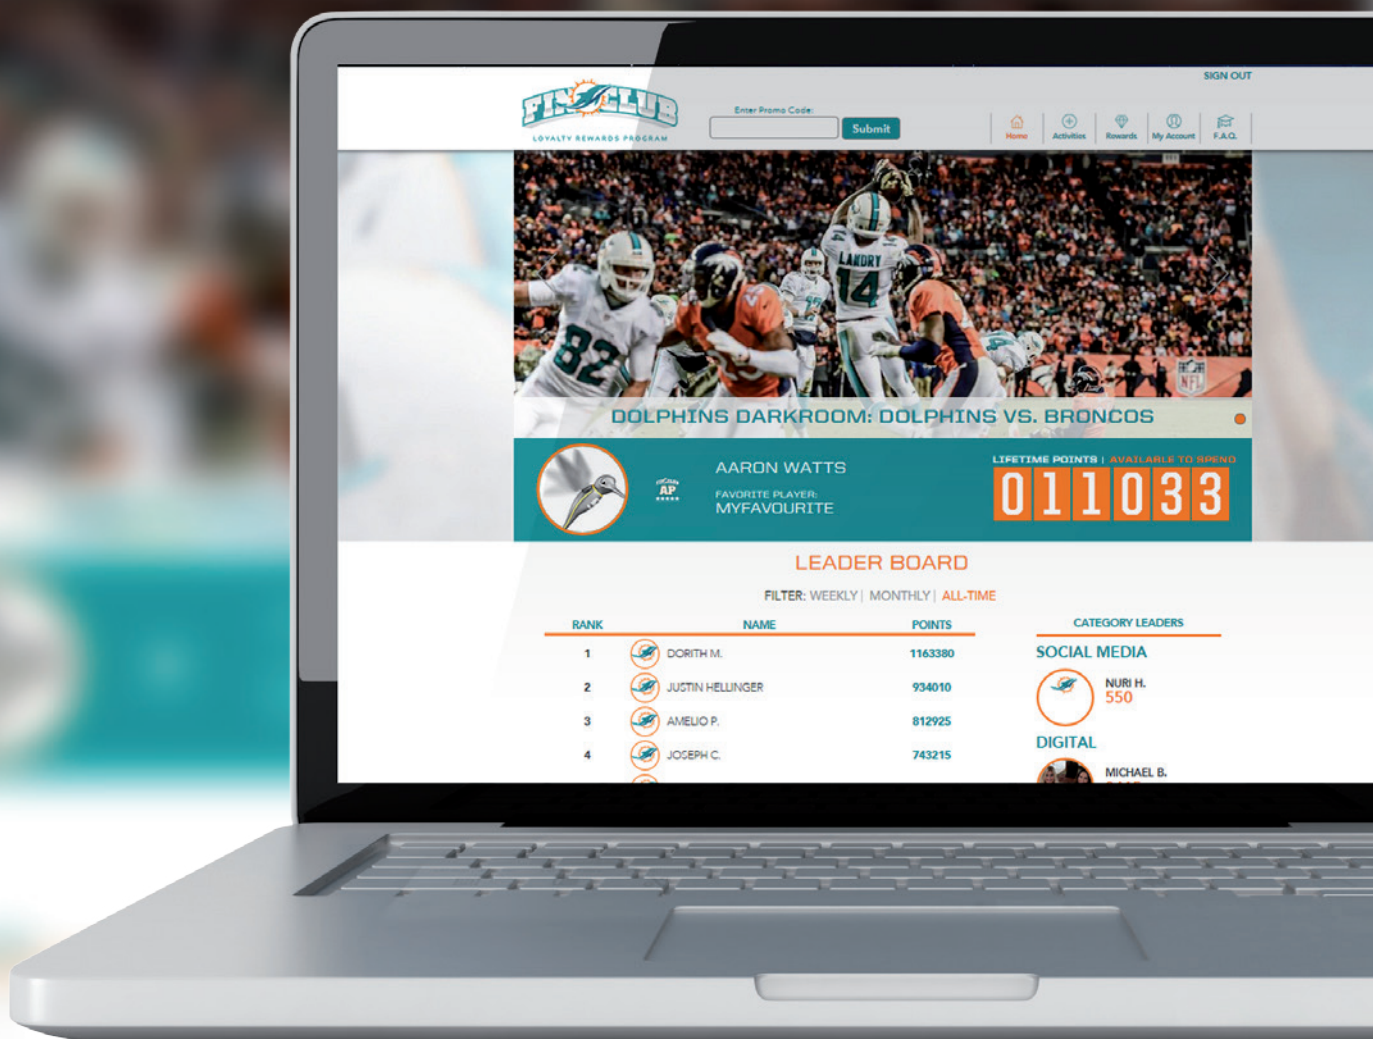 SIGN OUT
FIN CLUB
LOYALTY REWARDS PROGRAM
Enter Promo Code:
Submit
Home
Activities
Rewards
My Account
F.A.Q.
LANDRY
14
82
NFL
DOLPHINS DARKROOM: DOLPHINS VS. BRONCOS
AARON WATTS
AP
FAVORITE PLAYER:
MYFAVOURITE
LIFETIME POINTS | AVAILABLE TO SPEND
011033
LEADER BOARD
FILTER: WEEKLY | MONTHLY | ALL-TIME
RANK NAME POINTS
1 DORITH M. 1163380
2 JUSTIN HELLINGER 934010
3 AMELIO P. 812925
4 JOSEPH C. 743215
CATEGORY LEADERS
SOCIAL MEDIA
NURI H.
550
DIGITAL
MICHAEL B.